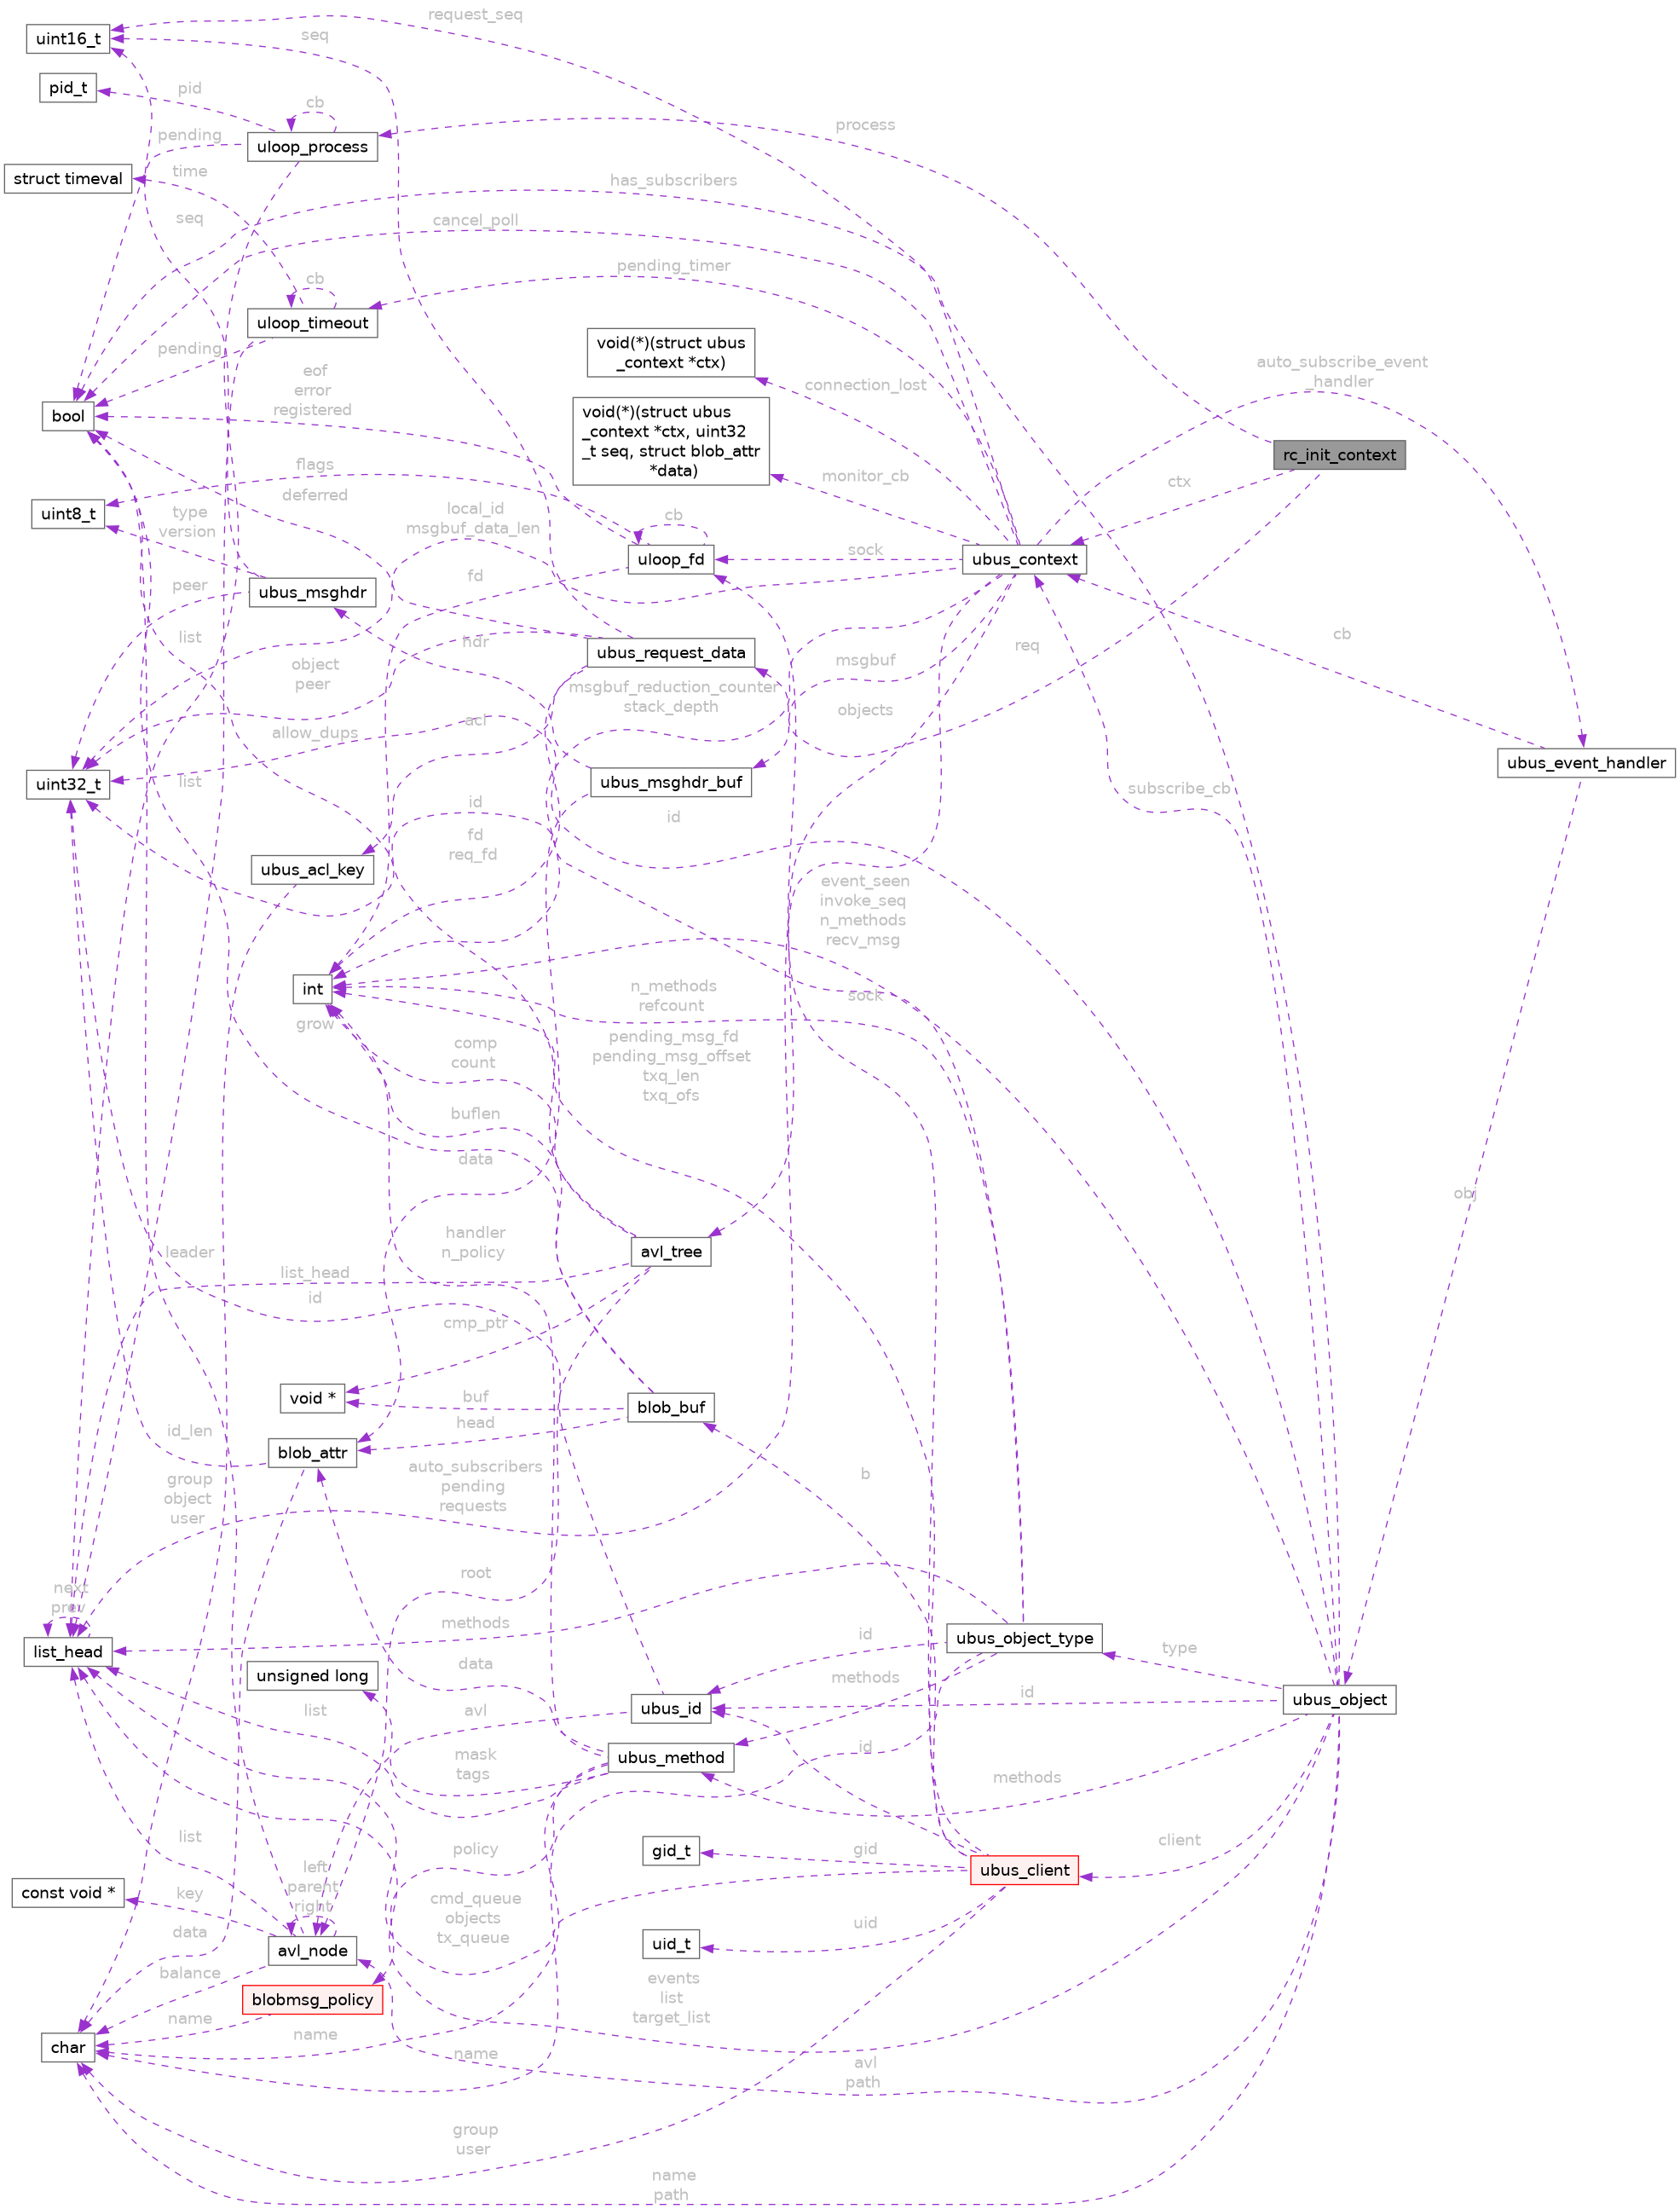 request_seq
seq
uint16_t
pid_t
pid
cb
process
pending
uloop_process
struct timeval
time
has_subscribers
seq
cancel_poll
pending_timer
cb
uloop_timeout
void(*)(struct ubus
_context *ctx)
pending
auto_subscribe_event
_handler
eof
error
registered
connection_lost
bool
void(*)(struct ubus
_context *ctx, uint32
_t seq, struct blob_attr
*data)
rc_init_context
flags
monitor_cb
ctx
deferred
uint8_t
type
version
local_id
msgbuf_data_len
cb
sock
uloop_fd
ubus_context
fd
peer
ubus_msghdr
list
hdr
ubus_request_data
msgbuf
req
cb
object
peer
msgbuf_reduction_counter
stack_depth
objects
acl
allow_dups
ubus_event_handler
uint32_t
list
ubus_msghdr_buf
subscribe_cb
id
id
fd
req_fd
ubus_acl_key
event_seen
invoke_seq
n_methods
recv_msg
int
n_methods
refcount
sock
grow
comp
count
pending_msg_fd
pending_msg_offset
txq_len
txq_ofs
buflen
data
obj
handler
n_policy
leader
avl_tree
list_head
id
cmp_ptr
void *
buf
blob_buf
head
id_len
blob_attr
group
object
user
auto_subscribers
pending
requests
b
next
prev
root
methods
list_head
unsigned long
data
id
ubus_object_type
type
methods
ubus_object
list
avl
ubus_id
id
mask
tags
ubus_method
id
methods
list
policy
gid_t
gid
ubus_client
client
const void *
key
left
parent
right
cmd_queue
objects
tx_queue
data
avl_node
uid_t
uid
balance
blobmsg_policy
events
list
target_list
name
char
name
name
avl
path
group
user
name
path